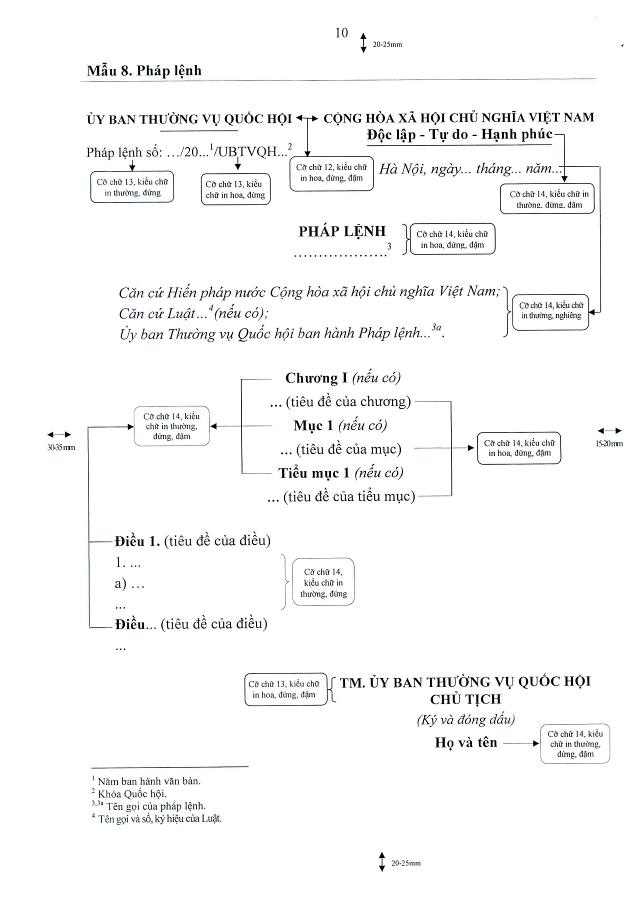 10
20-25mm
Mẫu 8. Pháp lệnh
ỦY BAN THƯỜNG VỤ QUỐC HỘI CỘNG HÒA XÃ HỘI CHỦ NGHĨA VIỆT NAM
Độc lập - Tự do - Hạnh phúc
Pháp lệnh số: …/20...1/UBTVQH...2
Hà Nội, ngày... tháng... năm...
Cỡ chữ 13, kiểu chữ
in thường, đứng
Cỡ chữ 13, kiểu chữ
in hoa, đứng
Cỡ chữ 12, kiểu chữ
in hoa, đứng, đậm
Cỡ chữ 14, kiểu chữ in
thường, đứng, đậm
PHÁP LỆNH
....................3
Cỡ chữ 14, kiểu chữ
in hoa, đứng, đậm
Căn cứ Hiến pháp nước Cộng hòa xã hội chủ nghĩa Việt Nam;
Căn cứ Luật...4(nếu có);
Ủy ban Thường vụ Quốc hội ban hành Pháp lệnh...3a.
Cỡ chữ 14, kiểu chữ
in thường, nghiêng
Chương I (nếu có)
... (tiêu đề của chương)
Mục 1 (nếu có)
... (tiêu đề của mục)
Tiểu mục 1 (nếu có)
... (tiêu đề của tiểu mục)
Cỡ chữ 14, kiểu
chữ in thường,
đứng, đậm
Cỡ chữ 14, kiểu chữ
in hoa, đứng, đậm
30-35mm
15-20mm
Điều 1. (tiêu đề của điều)
1. ...
a) …
...
Điều... (tiêu đề của điều)
...
Cỡ chữ 14,
kiểu chữ in
thường, đứng
Cỡ chữ 13, kiểu chữ
in hoa, đứng, đậm
TM. ỦY BAN THƯỜNG VỤ QUỐC HỘI
CHỦ TỊCH
(Ký và đóng dấu)
Họ và tên
Cỡ chữ 14, kiểu
chữ in thường,
đứng, đậm
1 Năm ban hành văn bản.
2 Khóa Quốc hội.
3,3a Tên gọi của pháp lệnh.
4 Tên gọi và số, ký hiệu của Luật.
20-25mm